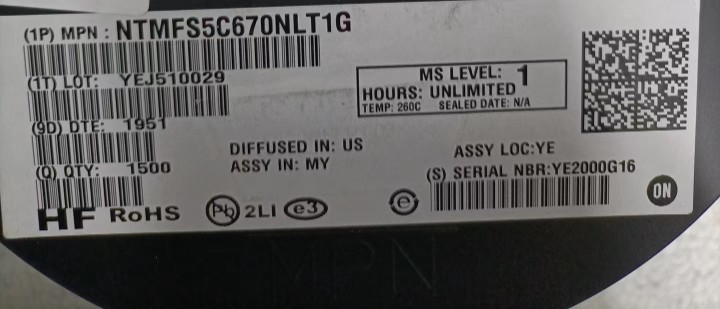 (1P) MPN : NTMFS5C670NLT1G
(1T) LOT: YEJ510029
MS LEVEL: 1
HOURS: UNLIMITED
TEMP: 260C SEALED DATE: N/A
(9D) DTE: 1951
DIFFUSED IN: US
ASSY IN: MY
ASSY LOC:YE
(Q) QTY: 1500
(S) SERIAL NBR:YE2000G16
HF RoHS Pb 2LI e3 e
ON
MPN